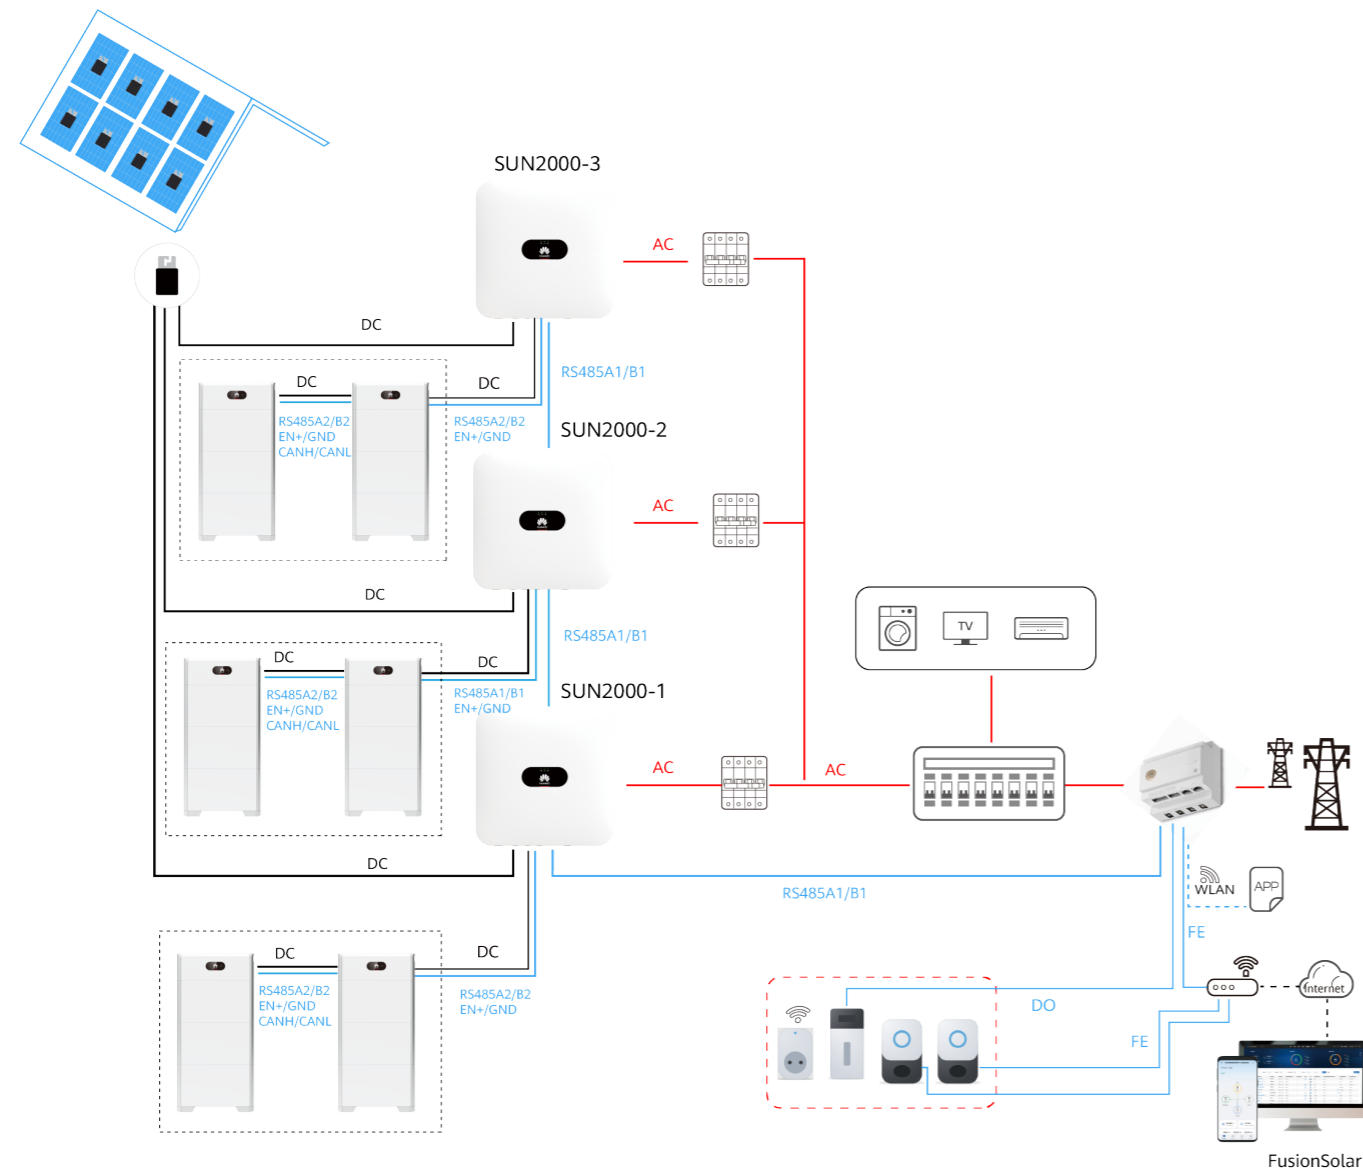 SUN2000-3
AC
DC
RS485A1/B1
DC
DC
RS485A2/B2
EN+/GND
CANH/CANL
RS485A2/B2
EN+/GND
SUN2000-2
AC
DC
RS485A1/B1
TV
DC
DC
RS485A2/B2
EN+/GND
CANH/CANL
RS485A1/B1
EN+/GND
SUN2000-1
AC
AC
DC
RS485A1/B1
WLAN
APP
FE
DC
DC
RS485A2/B2
EN+/GND
CANH/CANL
RS485A2/B2
EN+/GND
Internet
DO
FE
FusionSolar